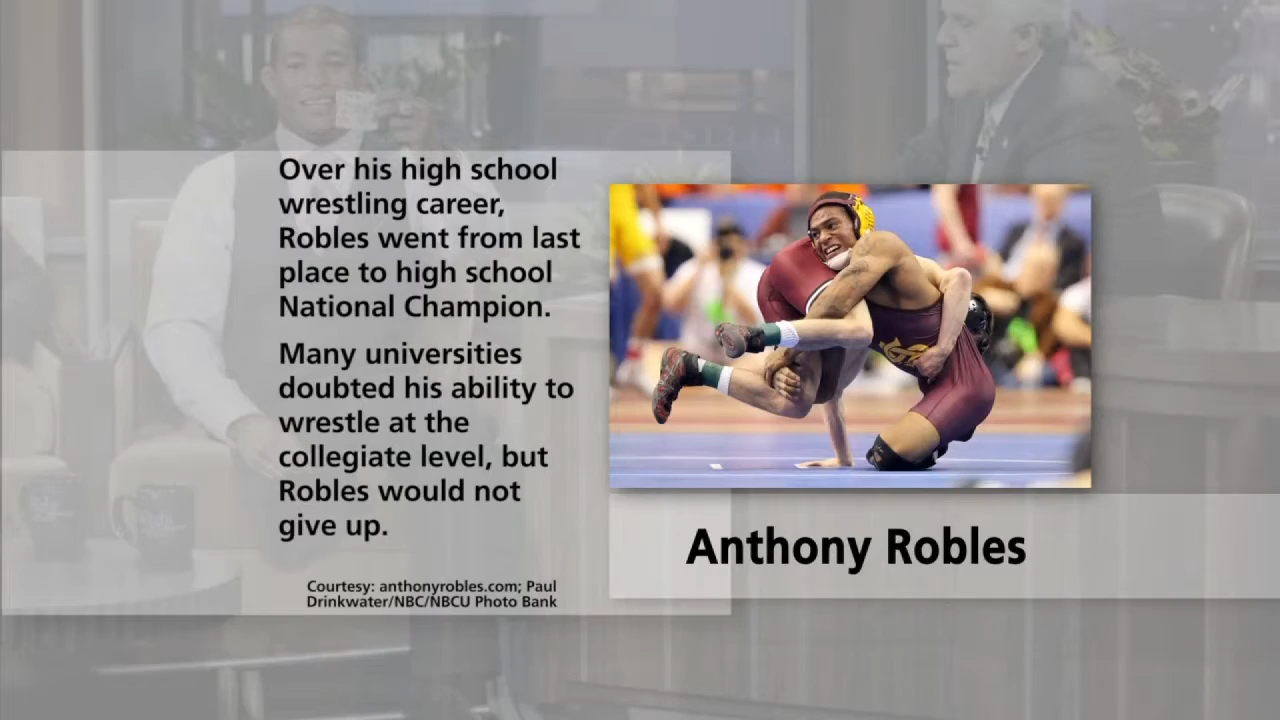 Over his high school
wrestling career,
Robles went from last
place to high school
National Champion.
Many universities
doubted his ability to
wrestle at the
collegiate level, but
Robles would not
give up.
Courtesy: anthonyrobles.com; Paul
Drinkwater/NBC/NBCU Photo Bank
Anthony Robles